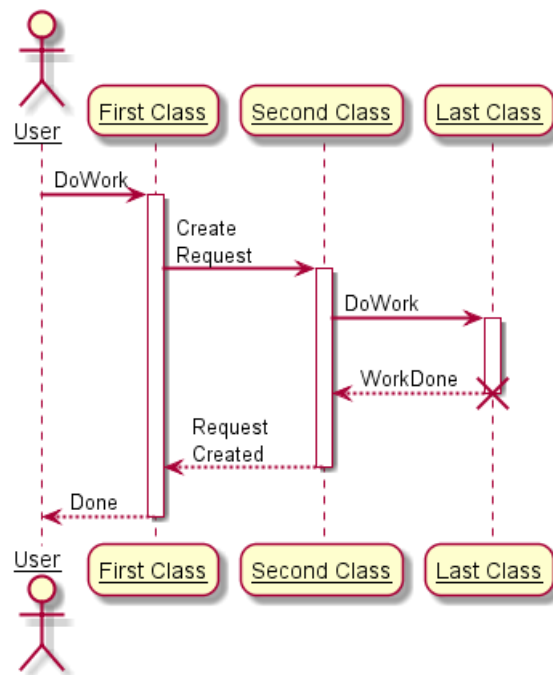 User
First Class
Second Class
Last Class
DoWork
Create
Request
DoWork
WorkDone
Request
Created
Done
User
First Class
Second Class
Last Class